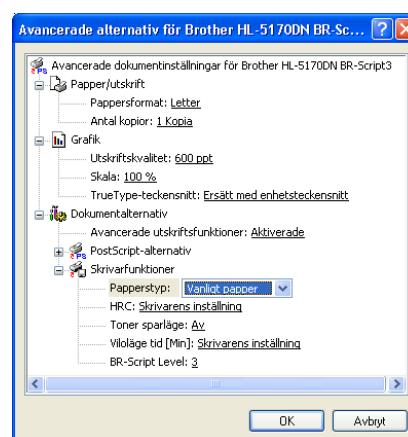 Avancerade alternativ för Brother HL-5170DN BR-Sc...
Avancerade dokumentinställningar för Brother HL-5170DN BR-Script3
Papper/utskrift
Pappersformat: Letter
Antal kopior: 1 Kopia
Grafik
Utskriftskvalitet: 600 ppt
Skala: 100 %
TrueType-teckensnitt: Ersätt med enhetsteckensnitt
Dokumentalternativ
Avancerade utskriftsfunktioner: Aktiverade
PostScript-alternativ
Skrivarfunktioner
Papperstyp: Vanligt papper
HRC: Skrivarens inställning
Toner sparläge: Av
Viloläge tid [Min]: Skrivarens inställning
BR-Script Level: 3
OK Avbryt